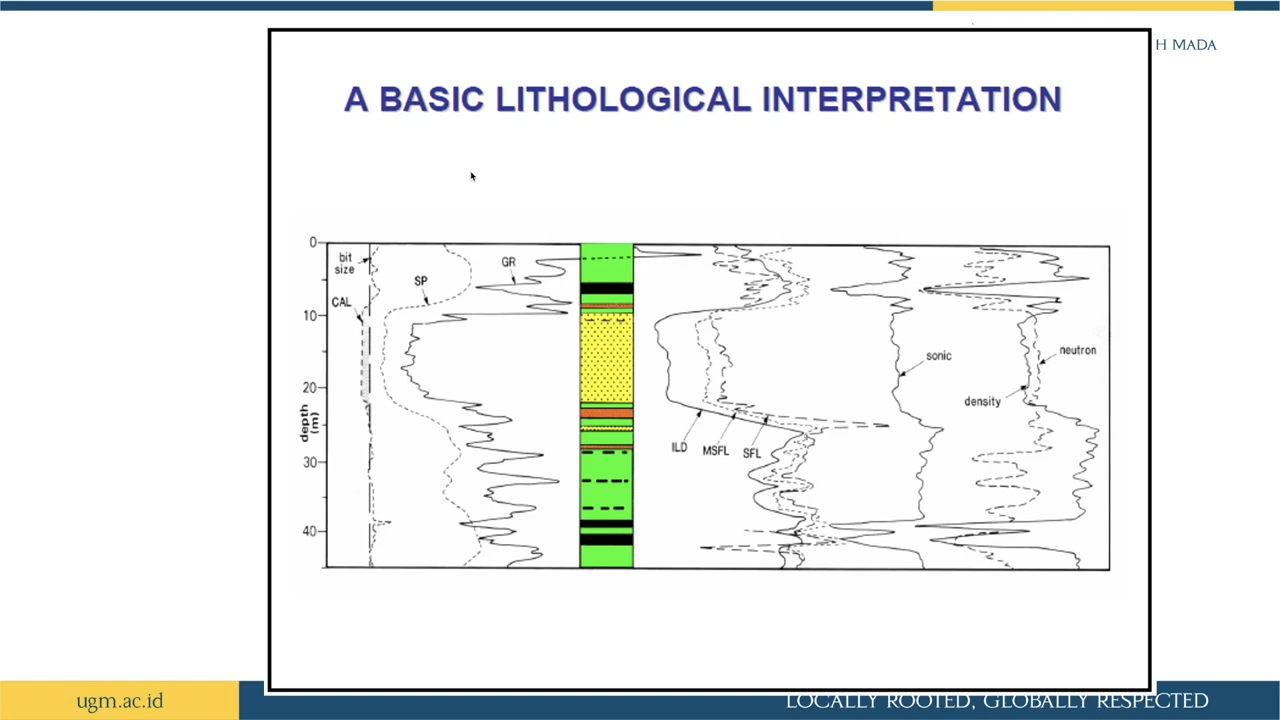 H MADA
A BASIC LITHOLOGICAL INTERPRETATION
0
bit
size
SP
GR
CAL
10
20
depth
(m)
30
40
ILD
MSFL
SFL
sonic
neutron
density
ugm.ac.id
LOCALLY ROOTED, GLOBALLY RESPECTED